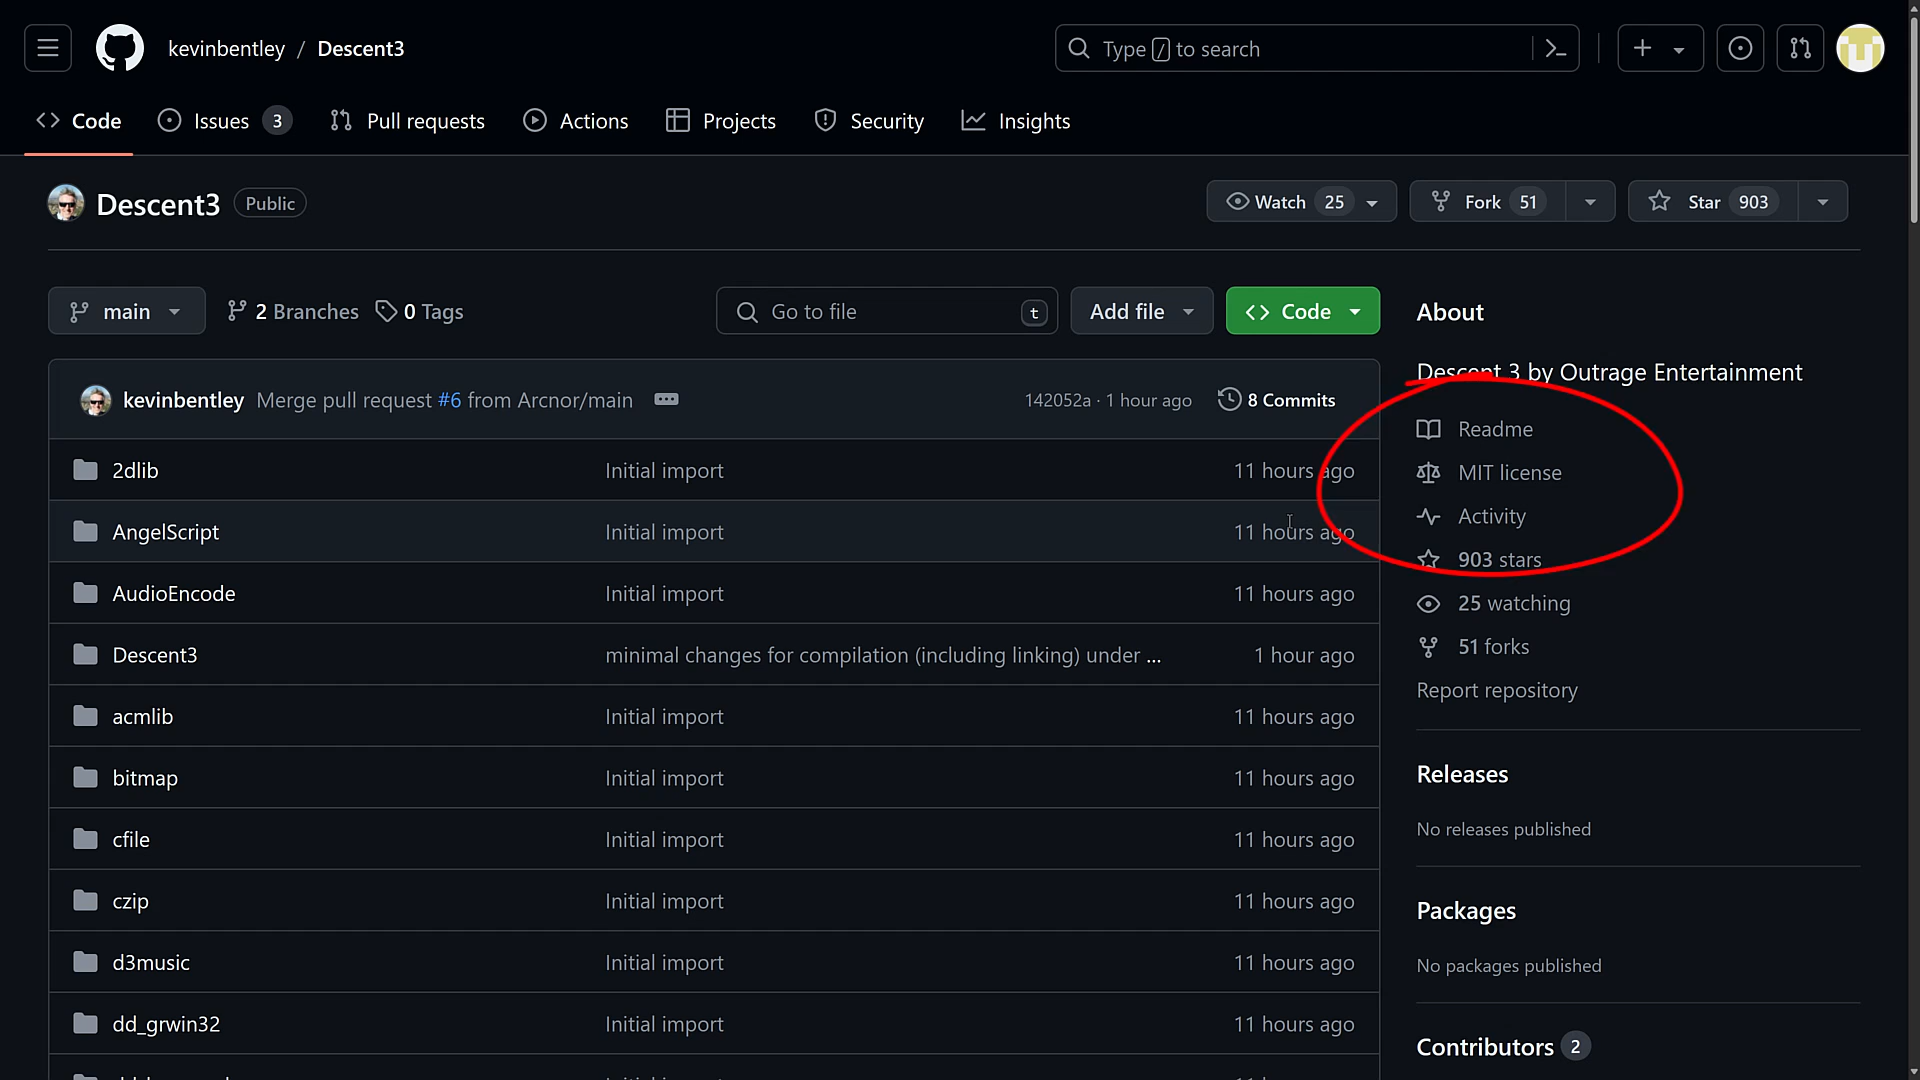 kevinbentley / Descent3
Type / to search
Code
Issues 3
Pull requests
Actions
Projects
Security
Insights
Descent3 Public
Watch 25
Fork 51
Star 903
main
2 Branches
0 Tags
Go to file t
Add file
Code
kevinbentley Merge pull request #6 from Arcnor/main
142052a · 1 hour ago
8 Commits
2dlib Initial import 11 hours ago
AngelScript Initial import 11 hours ago
AudioEncode Initial import 11 hours ago
Descent3 minimal changes for compilation (including linking) under ... 1 hour ago
acmlib Initial import 11 hours ago
bitmap Initial import 11 hours ago
cfile Initial import 11 hours ago
czip Initial import 11 hours ago
d3music Initial import 11 hours ago
dd_grwin32 Initial import 11 hours ago
About
Descent 3 by Outrage Entertainment
Readme
MIT license
Activity
903 stars
25 watching
51 forks
Report repository
Releases
No releases published
Packages
No packages published
Contributors 2